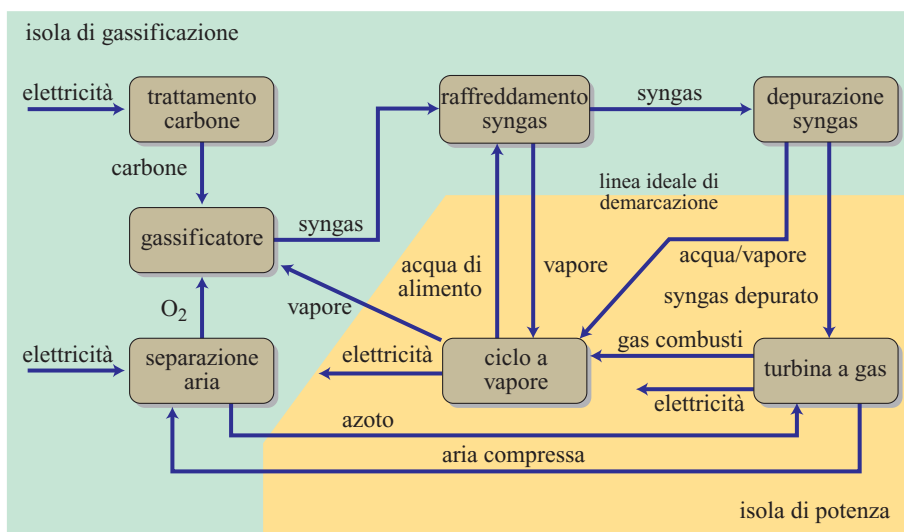 isola di gassificazione
elettricità
trattamento
carbone
raffreddamento
syngas
syngas
depurazione
syngas
carbone
linea ideale di
demarcazione
gassificatore
syngas
acqua di
alimento
vapore
acqua/vapore
O2
vapore
syngas depurato
elettricità
separazione
aria
elettricità
ciclo a
vapore
gas combusti
turbina a gas
elettricità
azoto
aria compressa
isola di potenza